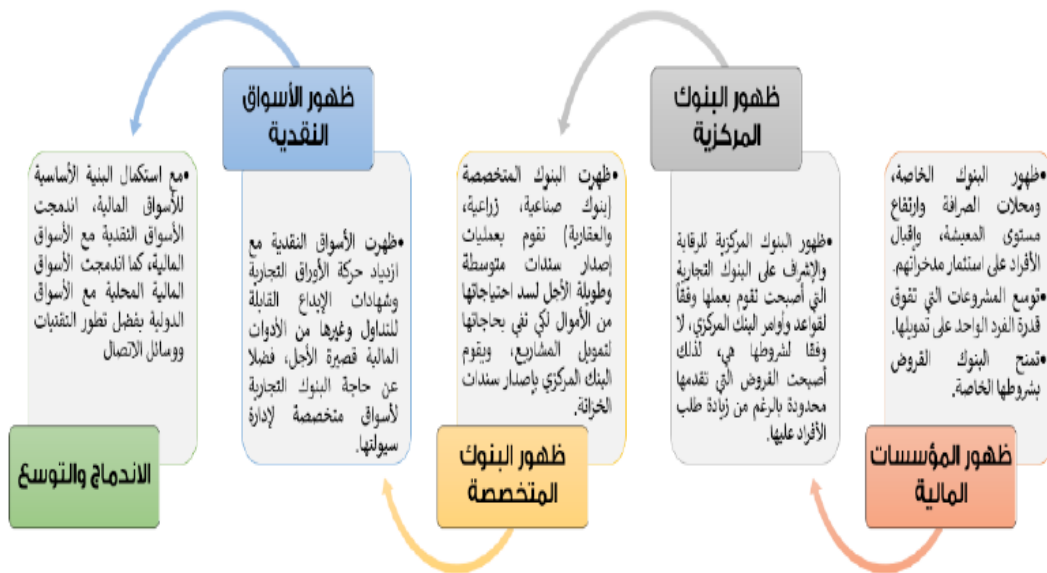 ظهور المؤسسات
المالية
•ظهور البنوك الخاصة،
ومحلات الصرافة وارتفاع
مستوى المعيشة، وإقبال
الأفراد على استثمار مدخراتهم.
•توسع المشروعات التي تفوق
قدرة الفرد الواحد على تمويلها.
•تمنح البنوك القروض
بشروطها الخاصة.
ظهور البنوك
المركزية
•ظهور البنوك المركزية للرقابة
والإشراف على البنوك التجارية
التي أصبحت تقوم بعملها وفقاً
لقواعد وأوامر البنك المركزي، لا
وفقا لشروطها هي، لذلك
أصبحت القروض التي تقدمها
محدودة بالرغم من زيادة طلب
الأفراد عليها.
ظهور البنوك
المتخصصة
•ظهرت البنوك المتخصصة
(بنوك صناعية، زراعية،
والعقارية) تقوم بعمليات
إصدار سندات متوسطة
وطويلة الأجل لسد احتياجاتها
من الأموال لكي تفي بحاجاتها
لتمويل المشاريع، ويقوم
البنك المركزي بإصدار سندات
الخزانة.
ظهور الأسواق
النقدية
•ظهرت الأسواق النقدية مع
ازدياد حركة الأوراق التجارية
وشهادات الإيداع القابلة
للتداول وغيرها من الأدوات
المالية قصيرة الأجل، فضلا
عن حاجة البنوك التجارية
لأسواق متخصصة لإدارة
سيولتها.
الاندماج والتوسع
•مع استكمال البنية الأساسية
للأسواق المالية، اندمجت
الأسواق النقدية مع الأسواق
المالية، كما اندمجت الأسواق
المالية المحلية مع الأسواق
الدولية بفضل تطور التقنيات
ووسائل الاتصال